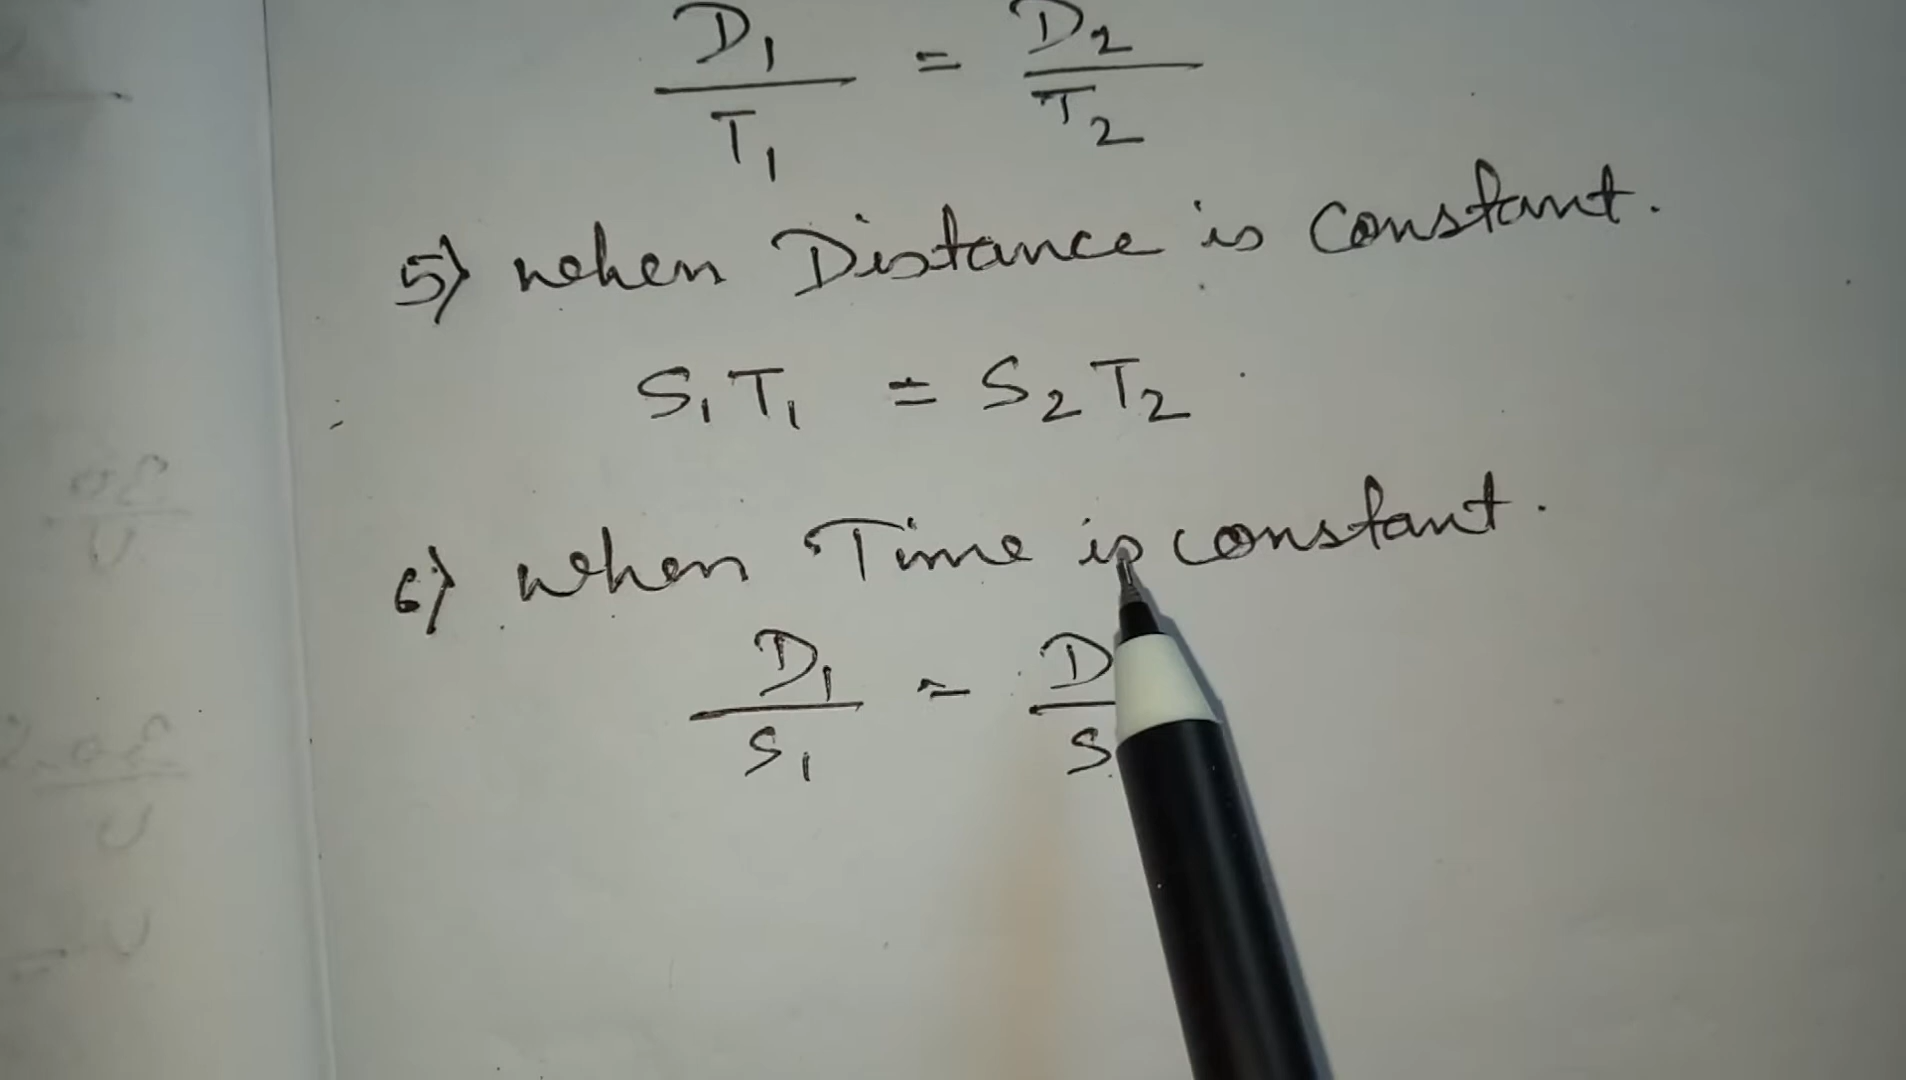 D₁/T₁ = D₂/T₂
5) when Distance is Constant.
S₁T₁ = S₂T₂
6) when Time is constant.
D₁/S₁ = D/S